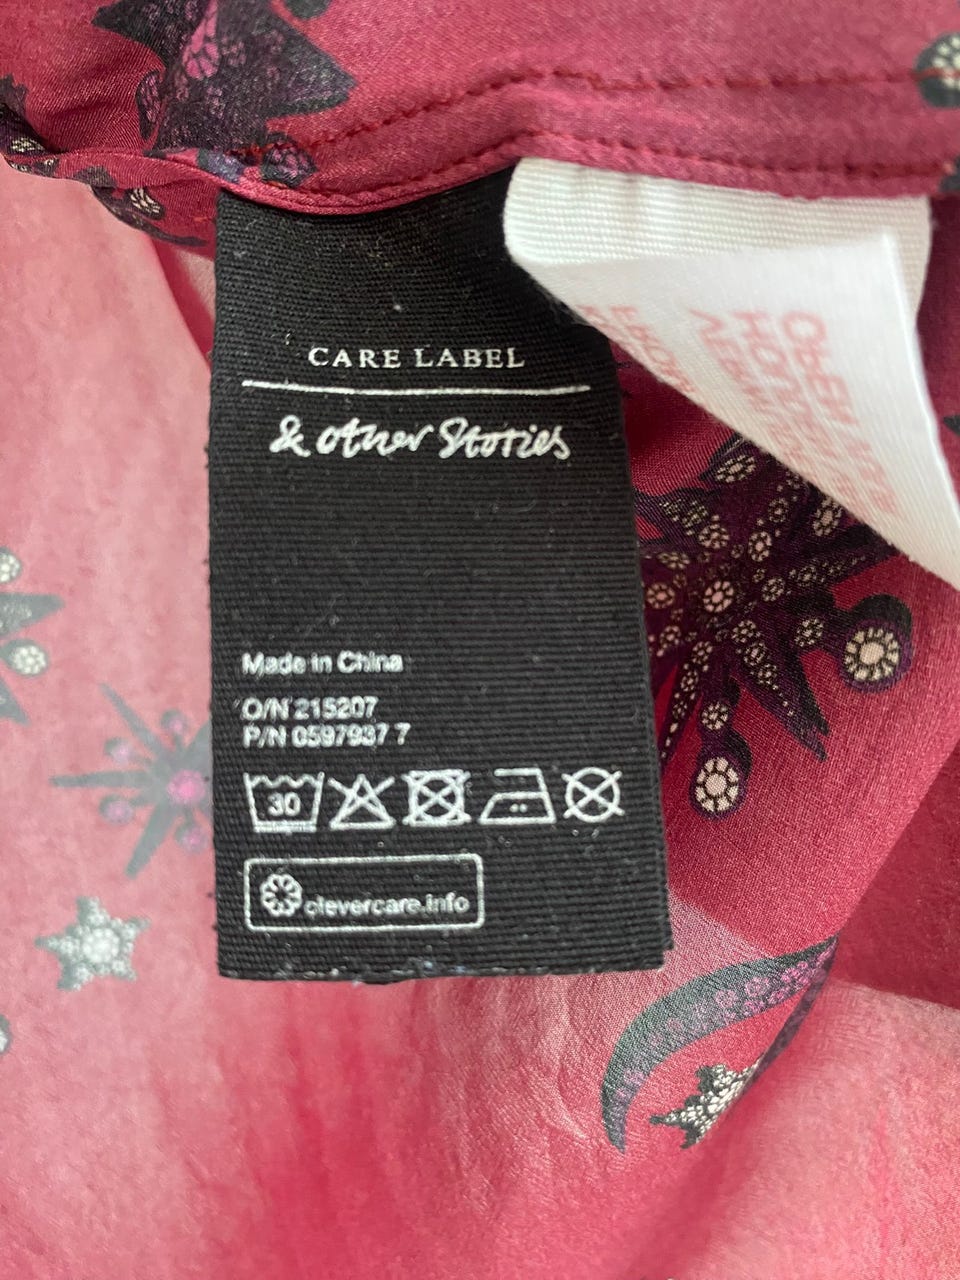 CARE LABEL
& other Stories
Made in China
O/N 215207
P/N 0597937 7
30
clevercare.info